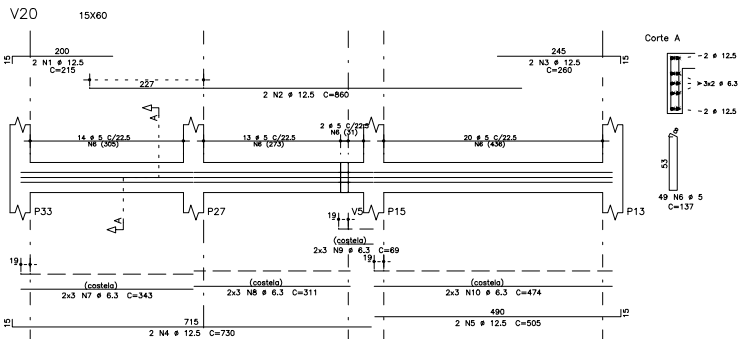 V20 15X60
Corte A
15 200 245 15
2 N1 ø 12.5 2 N3 ø 12.5
C=215 C=260
227
2 N2 ø 12.5 C=860
2 ø 12.5
3x2 ø 6.3
2 ø 12.5
A
14 ø 5 C/22.5 13 ø 5 C/22.5 2 ø 5 C/22.5 20 ø 5 C/22.5
N6 (305) N6 (273) N6 (31) N6 (436)
8
53
49 N6 ø 5
C=137
P33 P27 V5 P15 P13
A
19
(costela)
2x3 N9 ø 6.3 C=69
19 19
(costela) (costela) (costela)
2x3 N7 ø 6.3 C=343 2x3 N8 ø 6.3 C=311 2x3 N10 ø 6.3 C=474
15 715 490 15
2 N4 ø 12.5 C=730 2 N5 ø 12.5 C=505